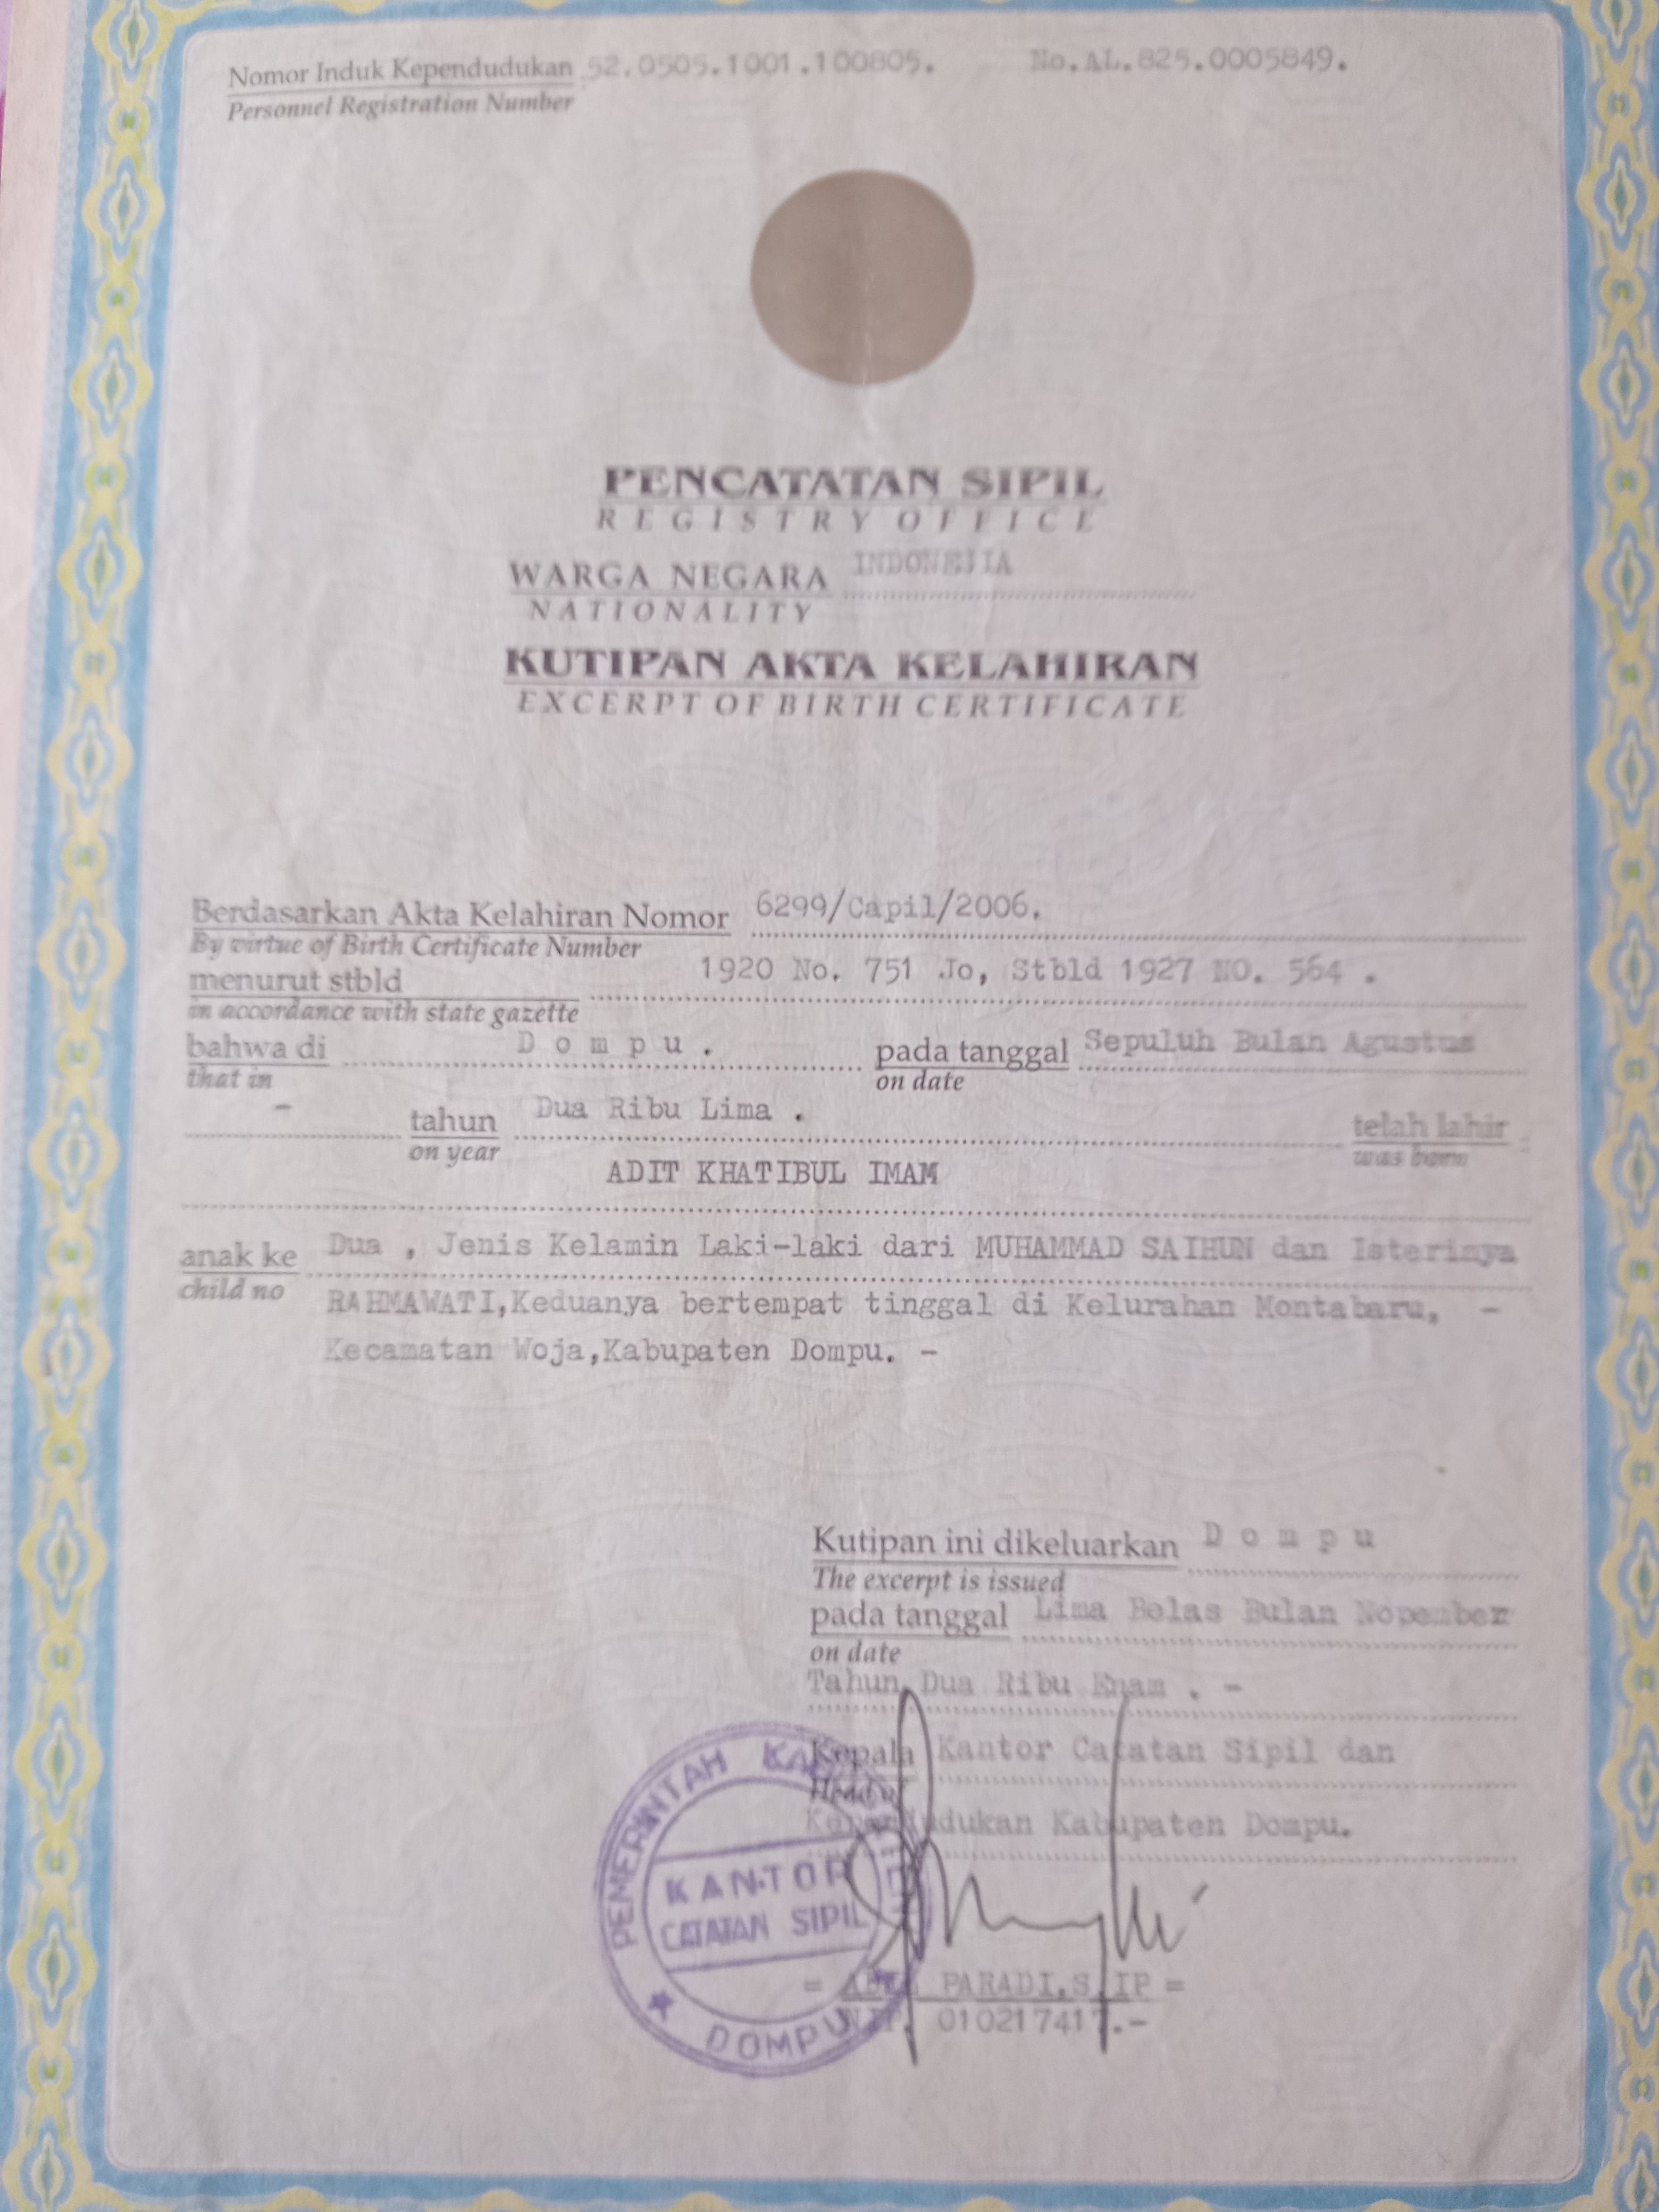 Nomor Induk Kependudukan 52.0505.1001.100805. No.AL.825.0005849.
Personnel Registration Number
PENCATATAN SIPIL
REGISTRY OFFICE
WARGA NEGARA INDONESIA
NATIONALITY
KUTIPAN AKTA KELAHIRAN
EXCERPT OF BIRTH CERTIFICATE
Berdasarkan Akta Kelahiran Nomor 6299/Capil/2006.
By virtue of Birth Certificate Number
menurut stbld 1920 No. 751 Jo, Stbld 1927 NO. 564 .
in accordance with state gazette
bahwa di Dompu. pada tanggal Sepuluh Bulan Agustus
that in on date
- tahun Dua Ribu Lima . telah lahir
on year was born
ADIT KHATIBUL IMAM
anak ke Dua , Jenis Kelamin Laki-laki dari MUHAMMAD SAIHUN dan Isterinya
child no
RAHMAWATI,Keduanya bertempat tinggal di Kelurahan Montabaru, -
Kecamatan Woja,Kabupaten Dompu. -
Kutipan ini dikeluarkan Dompu
The excerpt is issued
pada tanggal Lima Belas Bulan Nopember
on date
Tahun Dua Ribu Enam . -
Kepala Kantor Catatan Sipil dan
Head of
Kependudukan Kabupaten Dompu.
PEMERINTAH
KANTOR
CATATAN SIPIL
DOMPU
PARADI,S.IP =
NIP. 010217417.-